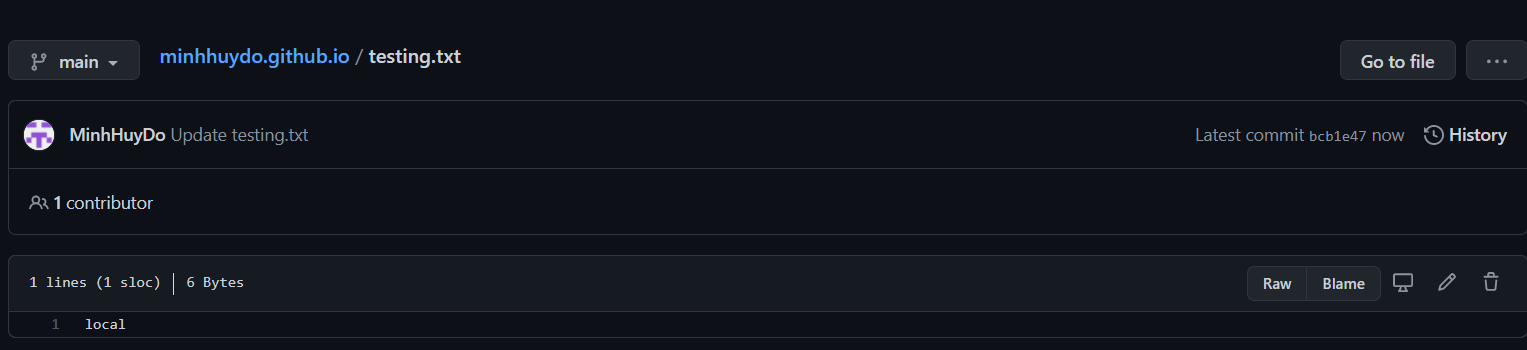 main minhhuydo.github.io / testing.txt Go to file ...
MinhHuyDo Update testing.txt Latest commit bcb1e47 now History
1 contributor
1 lines (1 sloc) | 6 Bytes Raw Blame
1 local